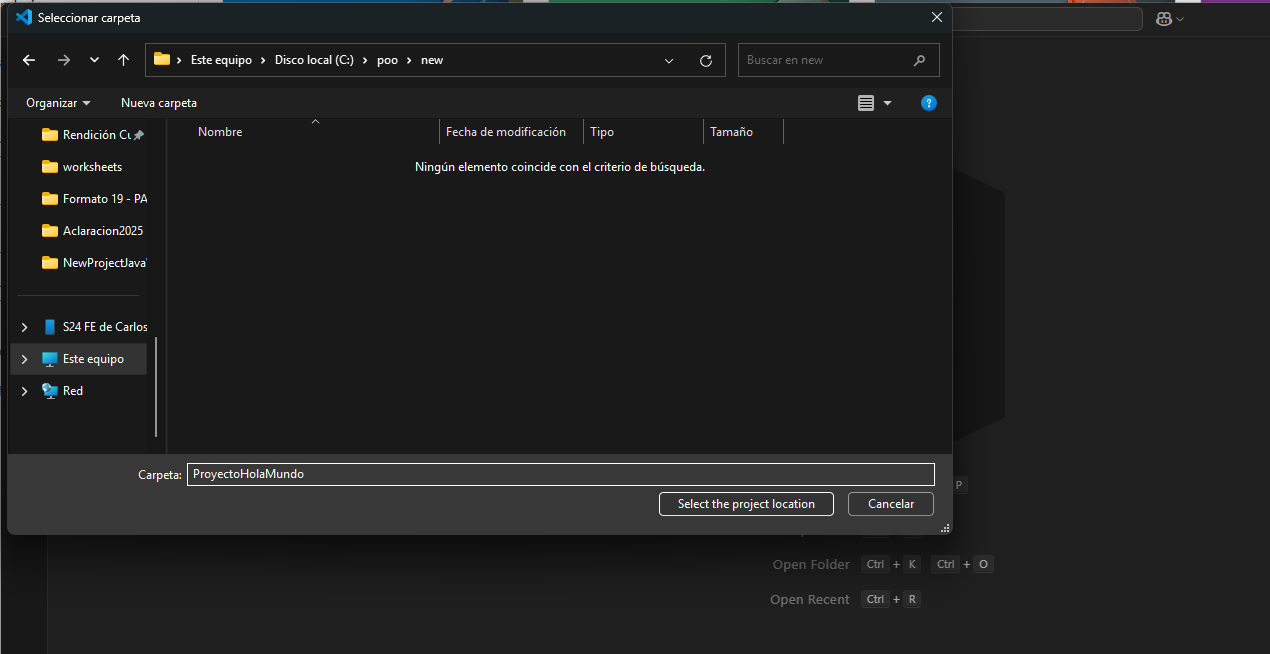 Seleccionar carpeta
Este equipo > Disco local (C:) > poo > new
Buscar en new
Organizar
Nueva carpeta
Nombre
Fecha de modificación
Tipo
Tamaño
Ningún elemento coincide con el criterio de búsqueda.
Rendición Cu
worksheets
Formato 19 - PA
Aclaracion2025
NewProjectJava
S24 FE de Carlos
Este equipo
Red
Carpeta: ProyectoHolaMundo
Select the project location
Cancelar
P
Open Folder Ctrl + K Ctrl + O
Open Recent Ctrl + R